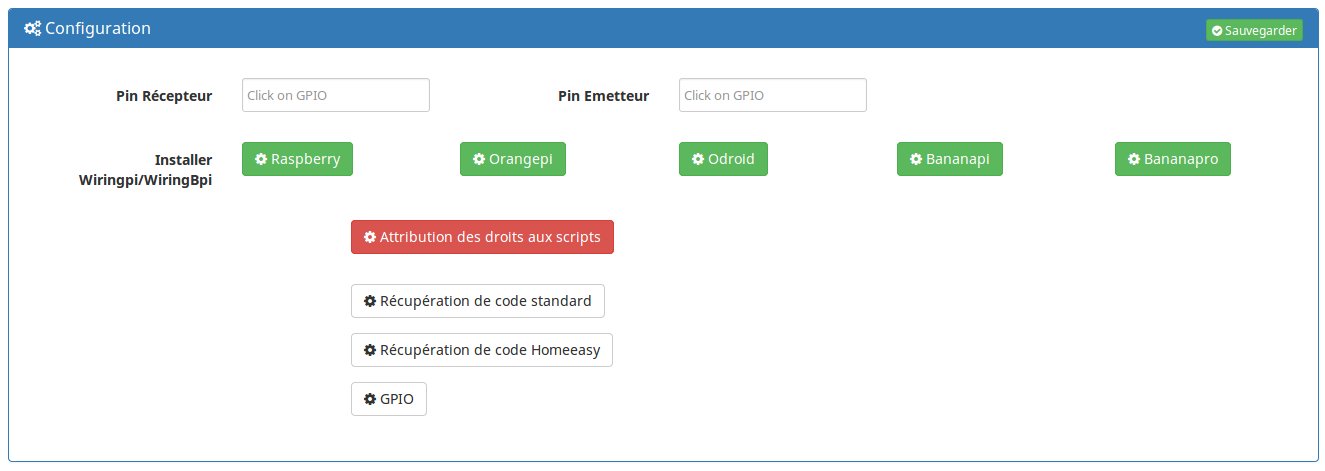 Configuration
Sauvegarder
Pin Récepteur
Click on GPIO
Pin Emetteur
Click on GPIO
Installer
Wiringpi/WiringBpi
Raspberry
Orangepi
Odroid
Bananapi
Bananapro
Attribution des droits aux scripts
Récupération de code standard
Récupération de code Homeeasy
GPIO